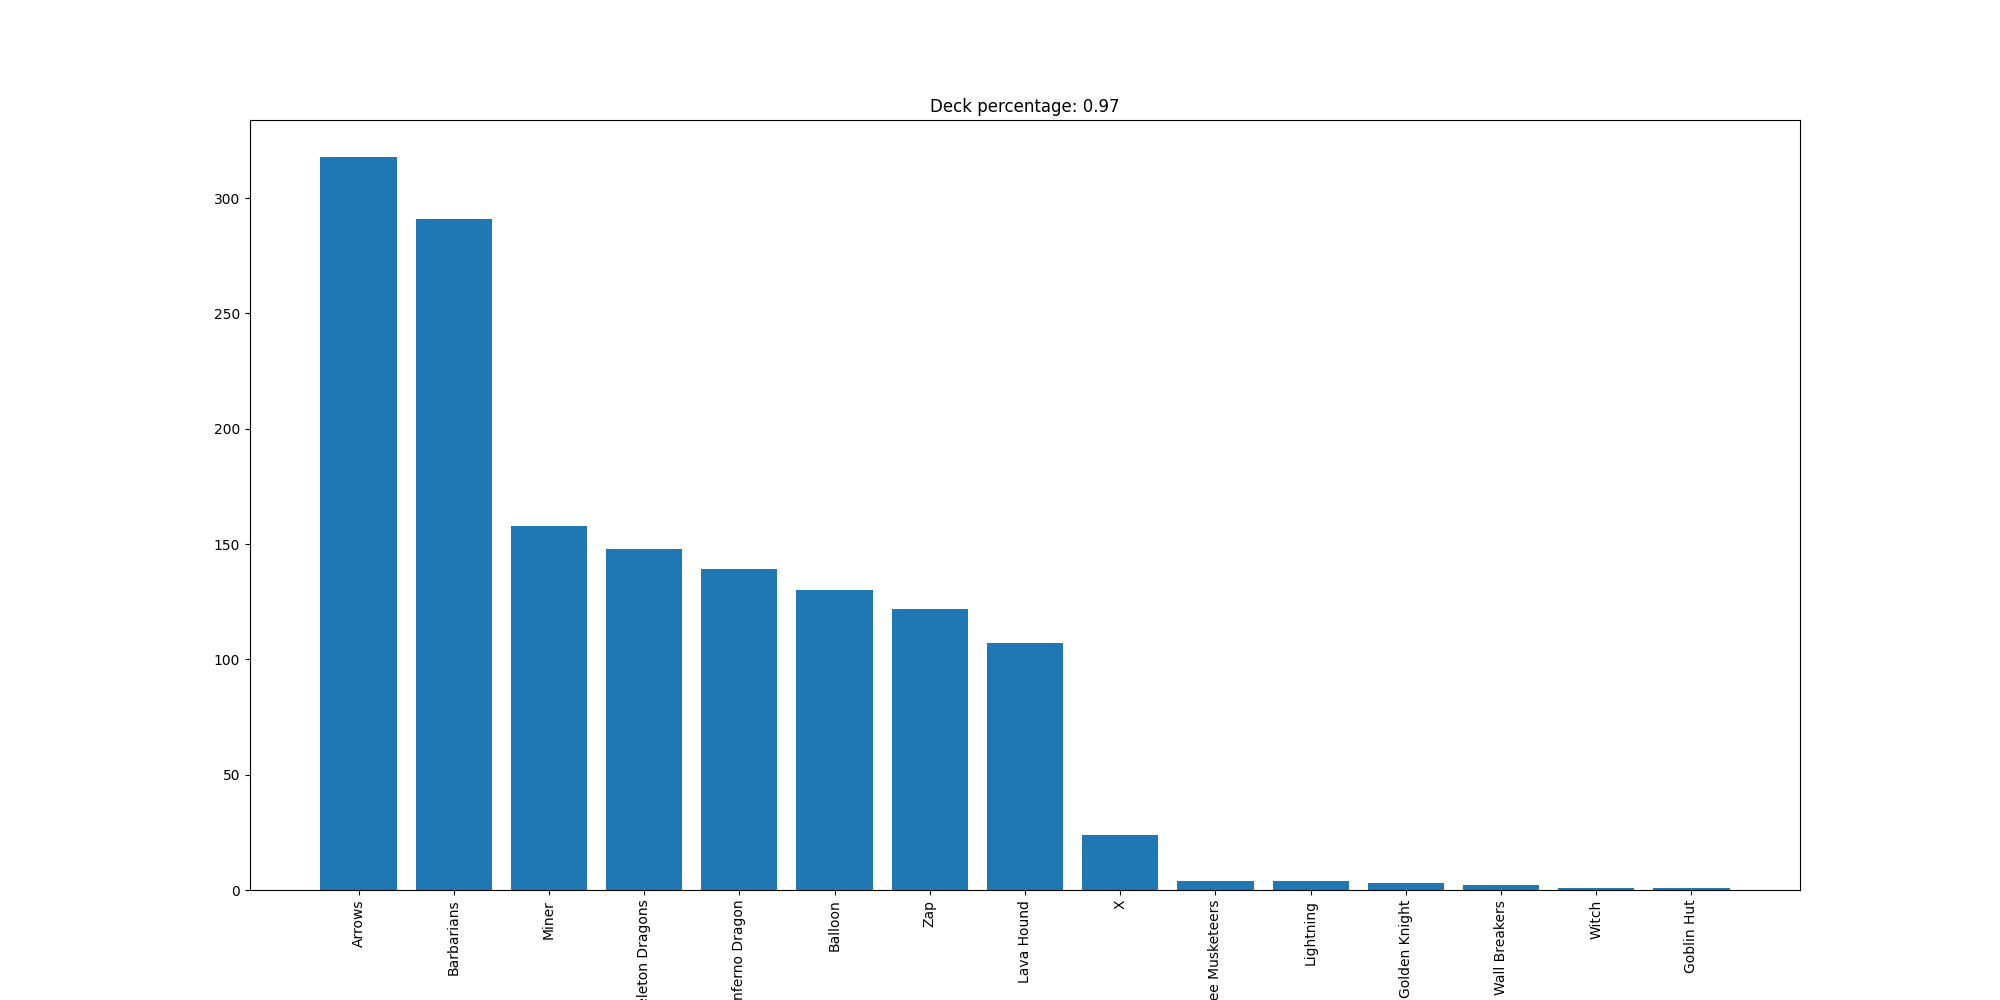 Deck percentage: 0.97
300
250
200
150
100
50
0
Arrows
Barbarians
Miner
leton Dragons
nferno Dragon
Balloon
Zap
Lava Hound
X
ee Musketeers
Lightning
Golden Knight
Wall Breakers
Witch
Goblin Hut